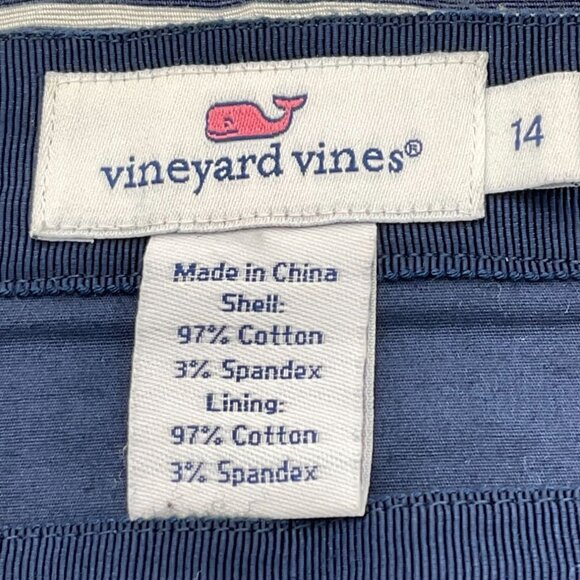 vineyard vines®
14
Made in China
Shell:
97% Cotton
3% Spandex
Lining:
97% Cotton
3% Spandex